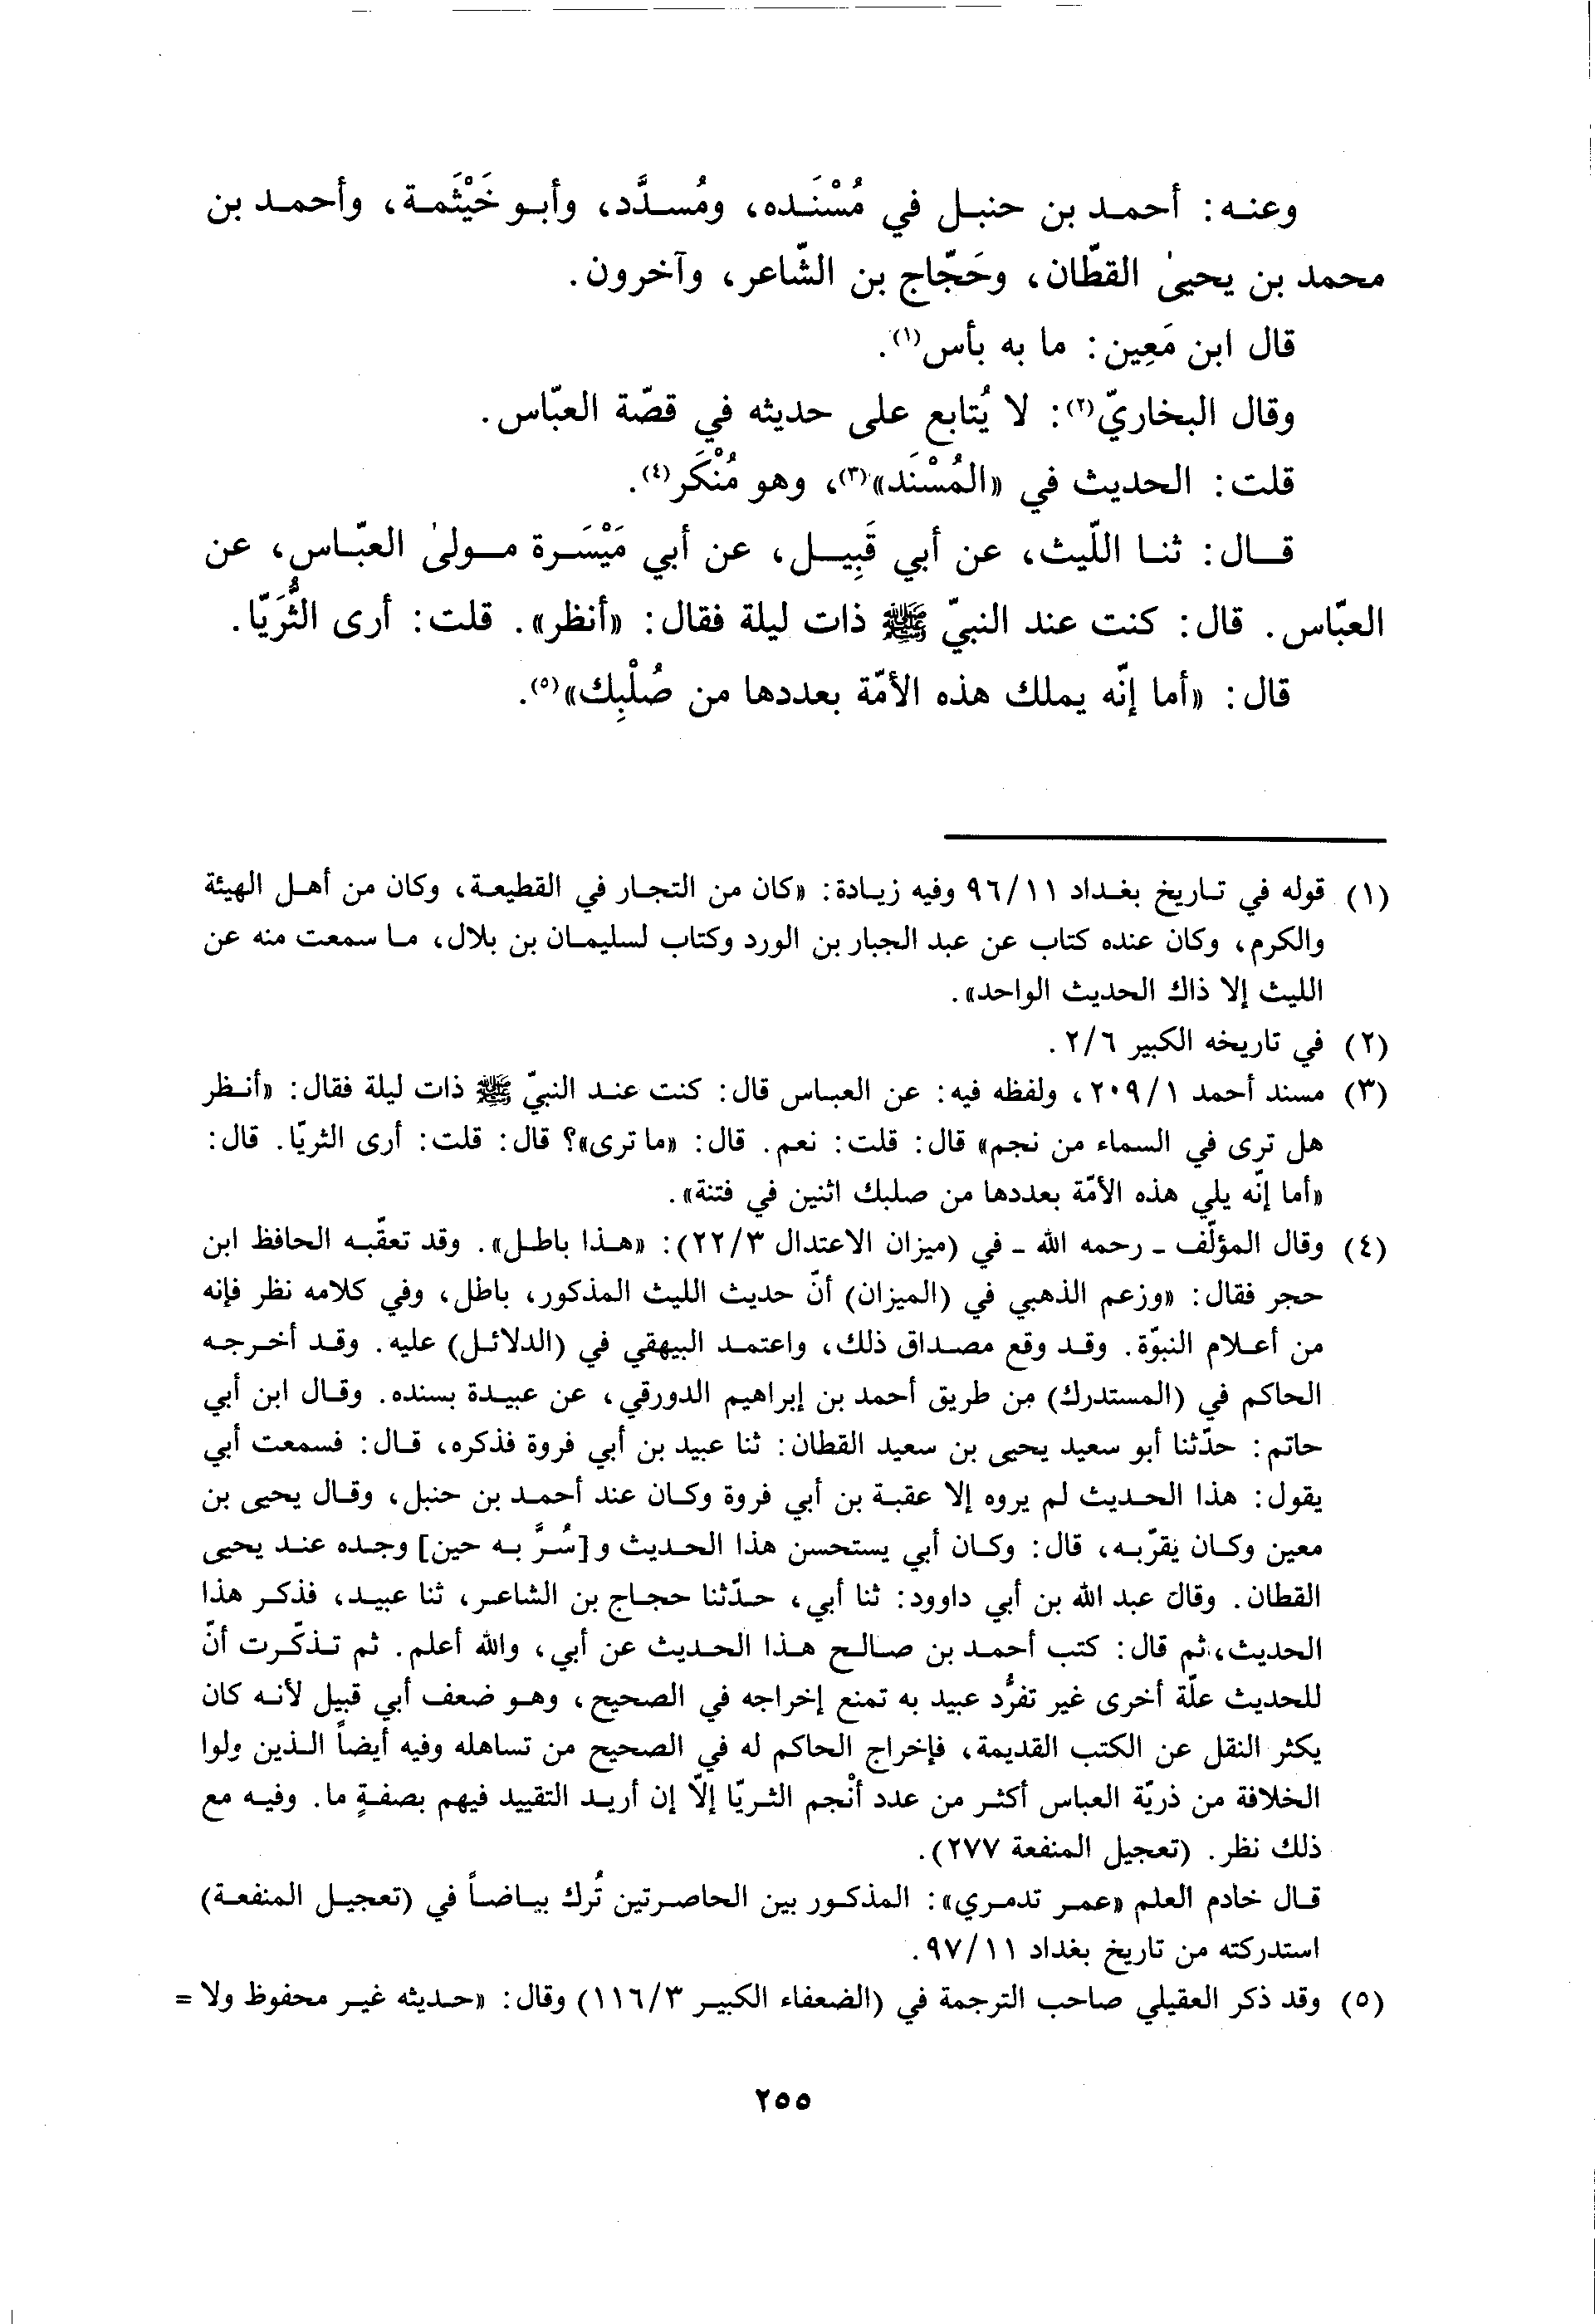 وعنه: أحمد بن حنبل في مُسْنَده، ومُسدَّد، وأبو خَيْثَمة، وأحمد بن
محمد بن يحيىٰ القطّان، وحَجّاج بن الشّاعر، وآخرون.
قال ابن مَعِين: ما به بأس(١).
وقال البخاريّ(٢): لا يُتابع على حديثه في قصّة العبّاس.
قلت: الحديث في «المُسْنَد»(٣)، وهو مُنْكَر(٤).
قال: ثنا اللّيث، عن أبي قَبِيل، عن أبي مَيْسَرة مولىٰ العبّاس، عن
العبّاس. قال: كنت عند النبيّ ﷺ ذات ليلة فقال: «أنظر». قلت: أرى الثُّرَيّا.
قال: «أما إنّه يملك هذه الأمّة بعددها من صُلْبِك»(٥).
(١) قوله في تاريخ بغداد ٩٦/١١ وفيه زيادة: «كان من التجار في القطيعة، وكان من أهل الهيئة
والكرم، وكان عنده كتاب عن عبد الجبار بن الورد وكتاب لسليمان بن بلال، ما سمعت منه عن
الليث إلا ذاك الحديث الواحد».
(٢) في تاريخه الكبير ٢/٦.
(٣) مسند أحمد ٢٠٩/١، ولفظه فيه: عن العباس قال: كنت عند النبيّ ﷺ ذات ليلة فقال: «أنظر
هل ترى في السماء من نجم» قال: قلت: نعم. قال: «ما ترى»؟ قال: قلت: أرى الثريّا. قال:
«أما إنّه يلي هذه الأمّة بعددها من صلبك اثنين في فتنة».
(٤) وقال المؤلّف - رحمه الله - في (ميزان الاعتدال ٢٢/٣): «هذا باطل». وقد تعقّبه الحافظ ابن
حجر فقال: «وزعم الذهبي في (الميزان) أنّ حديث الليث المذكور، باطل، وفي كلامه نظر فإنه
من أعلام النبوّة. وقد وقع مصداق ذلك، واعتمد البيهقي في (الدلائل) عليه. وقد أخرجه
الحاكم في (المستدرك) من طريق أحمد بن إبراهيم الدورقي، عن عبيدة بسنده. وقال ابن أبي
حاتم: حدّثنا أبو سعيد يحيى بن سعيد القطان: ثنا عبيد بن أبي فروة فذكره، قال: فسمعت أبي
يقول: هذا الحديث لم يروه إلا عقبة بن أبي فروة وكان عند أحمد بن حنبل، وقال يحيى بن
معين وكان يقرّبه، قال: وكان أبي يستحسن هذا الحديث و[سُرَّ به حين] وجده عند يحيى
القطان. وقال عبد الله بن أبي داوود: ثنا أبي، حدّثنا حجاج بن الشاعر، ثنا عبيد، فذكر هذا
الحديث، ثم قال: كتب أحمد بن صالح هذا الحديث عن أبي، والله أعلم. ثم تذكّرت أنّ
للحديث علّة أخرى غير تفرُّد عبيد به تمنع إخراجه في الصحيح، وهو ضعف أبي قبيل لأنه كان
يكثر النقل عن الكتب القديمة، فإخراج الحاكم له في الصحيح من تساهله وفيه أيضاً الذين ولوا
الخلافة من ذريّة العباس أكثر من عدد أنْجم الثريّا إلّا إن أريد التقييد فيهم بصفةٍ ما. وفيه مع
ذلك نظر. (تعجيل المنفعة ٢٧٧).
قال خادم العلم «عمر تدمري»: المذكور بين الحاصرتين تُرك بياضاً في (تعجيل المنفعة)
استدركته من تاريخ بغداد ٩٧/١١.
(٥) وقد ذكر العقيلي صاحب الترجمة في (الضعفاء الكبير ١١٦/٣) وقال: «حديثه غير محفوظ ولا =
٢٥٥